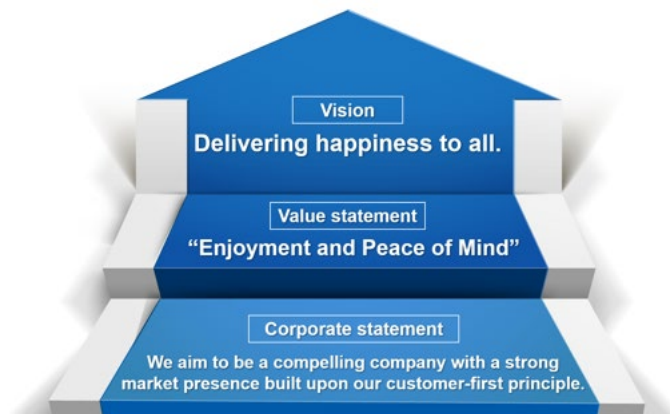 Vision
Delivering happiness to all.
Value statement
“Enjoyment and Peace of Mind”
Corporate statement
We aim to be a compelling company with a strong
market presence built upon our customer-first principle.